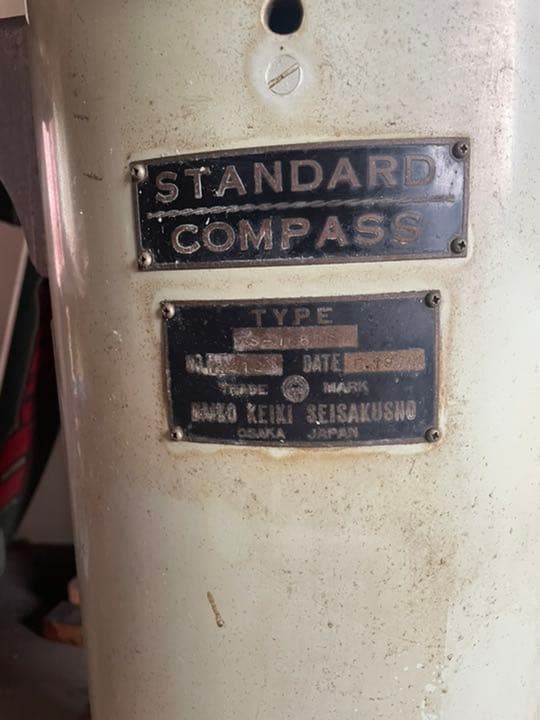 STANDARD
COMPASS
TYPE
DATE
TRADE MARK
KEIKI SEISAKUSHO
OSAKA JAPAN